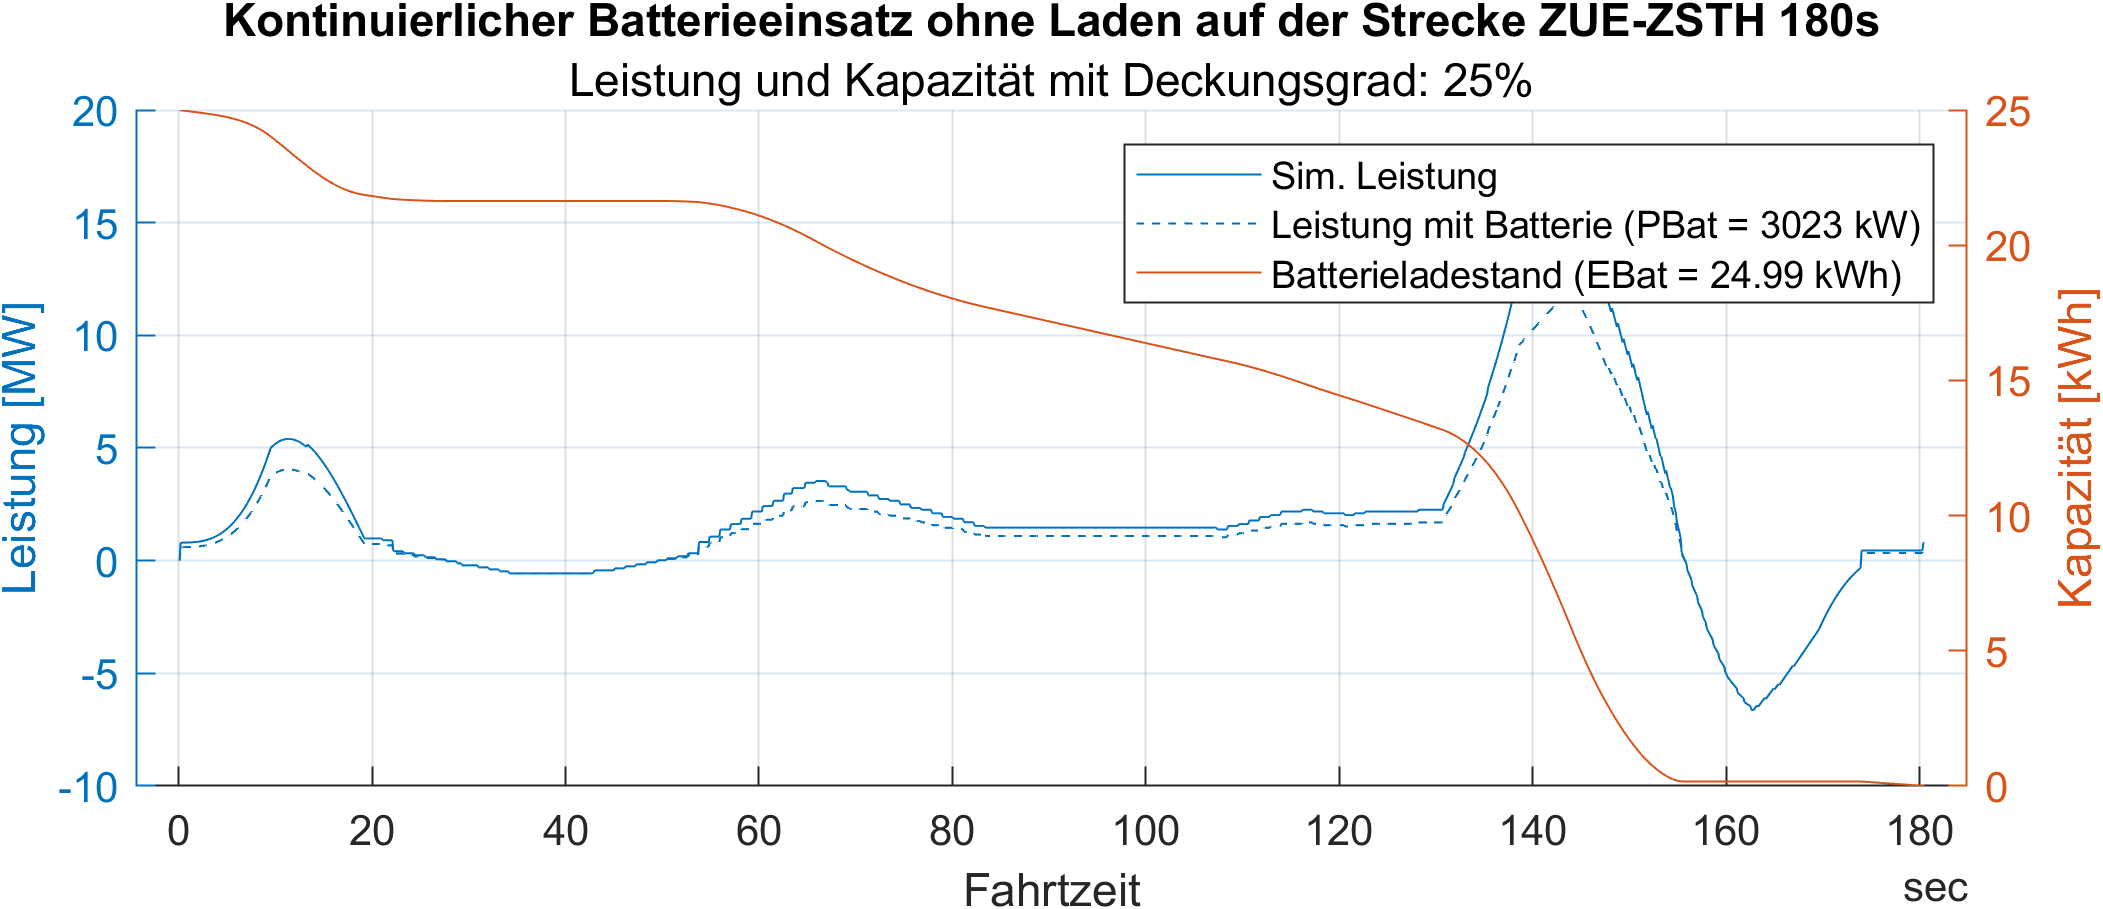 Kontinuierlicher Batterieeinsatz ohne Laden auf der Strecke ZUE-ZSTH 180s
Leistung und Kapazität mit Deckungsgrad: 25%
Leistung [MW]
20
15
10
5
0
-5
-10
Sim. Leistung
Leistung mit Batterie (PBat = 3023 kW)
Batterieladestand (EBat = 24.99 kWh)
25
20
15
10
5
0
Kapazität [kWh]
0 20 40 60 80 100 120 140 160 180
Fahrtzeit
sec